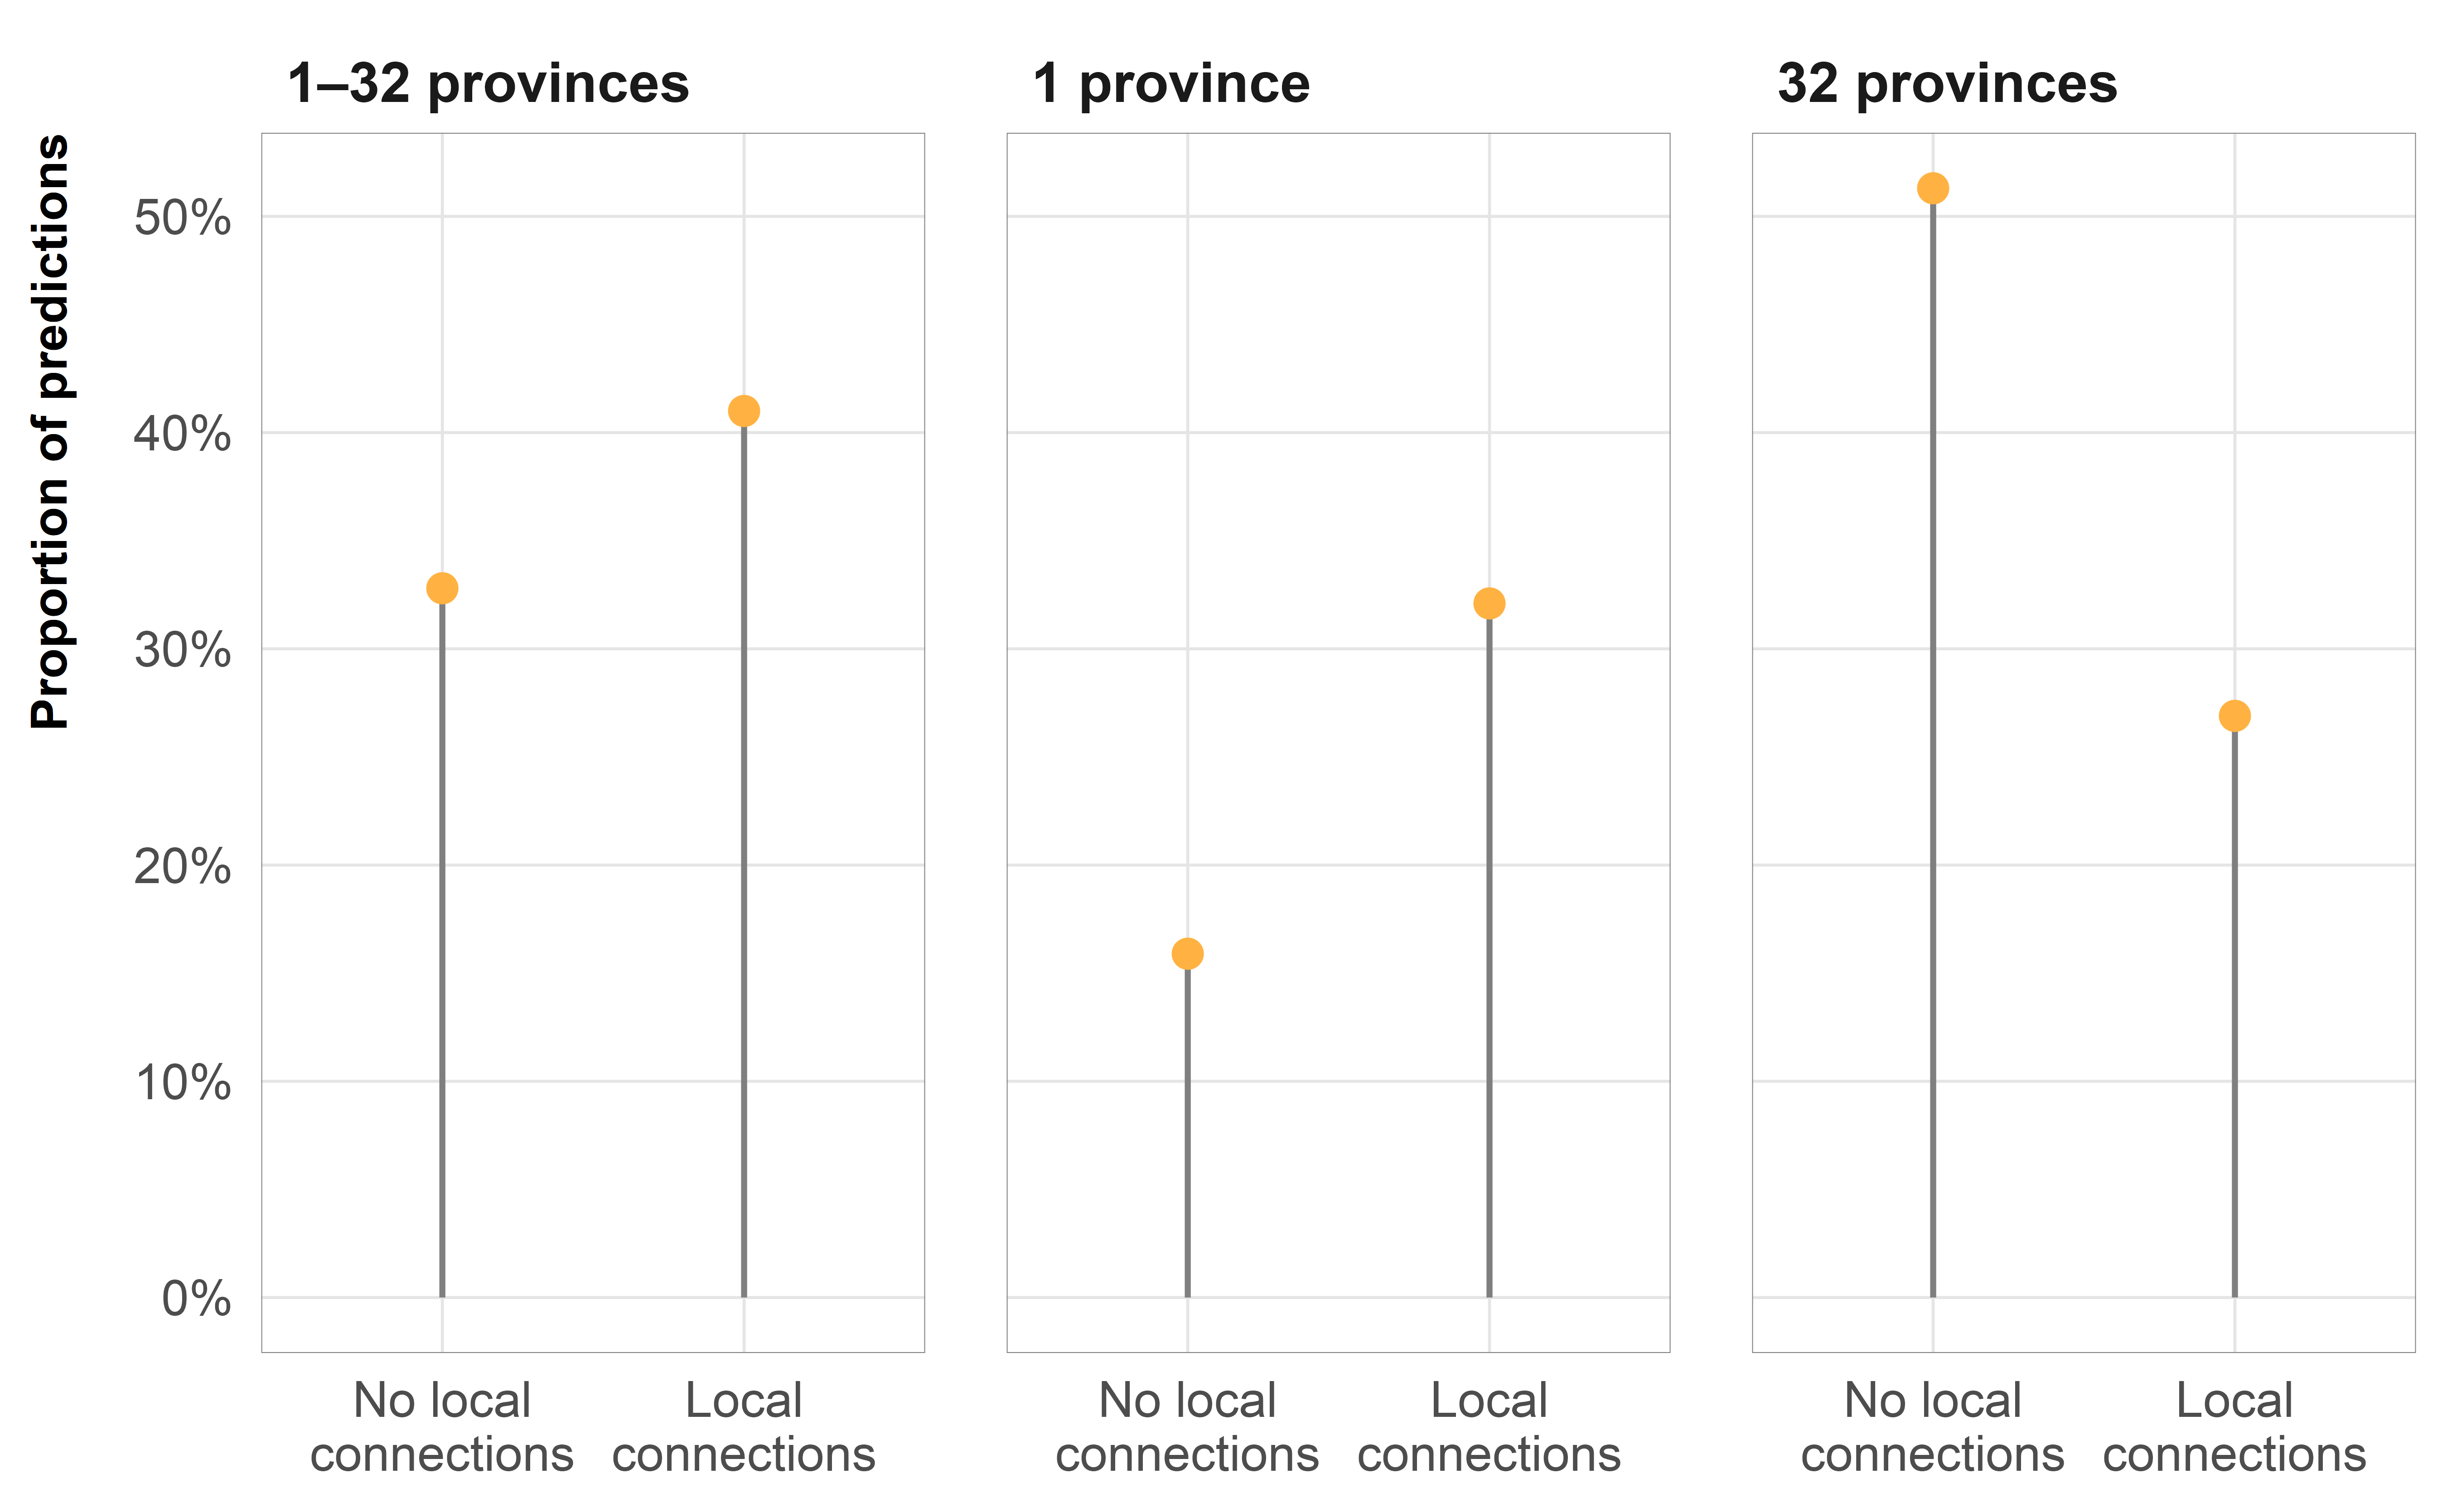 1–32 provinces
1 province
32 provinces
Proportion of predictions
50%
40%
30%
20%
10%
0%
No local
connections
Local
connections
No local
connections
Local
connections
No local
connections
Local
connections